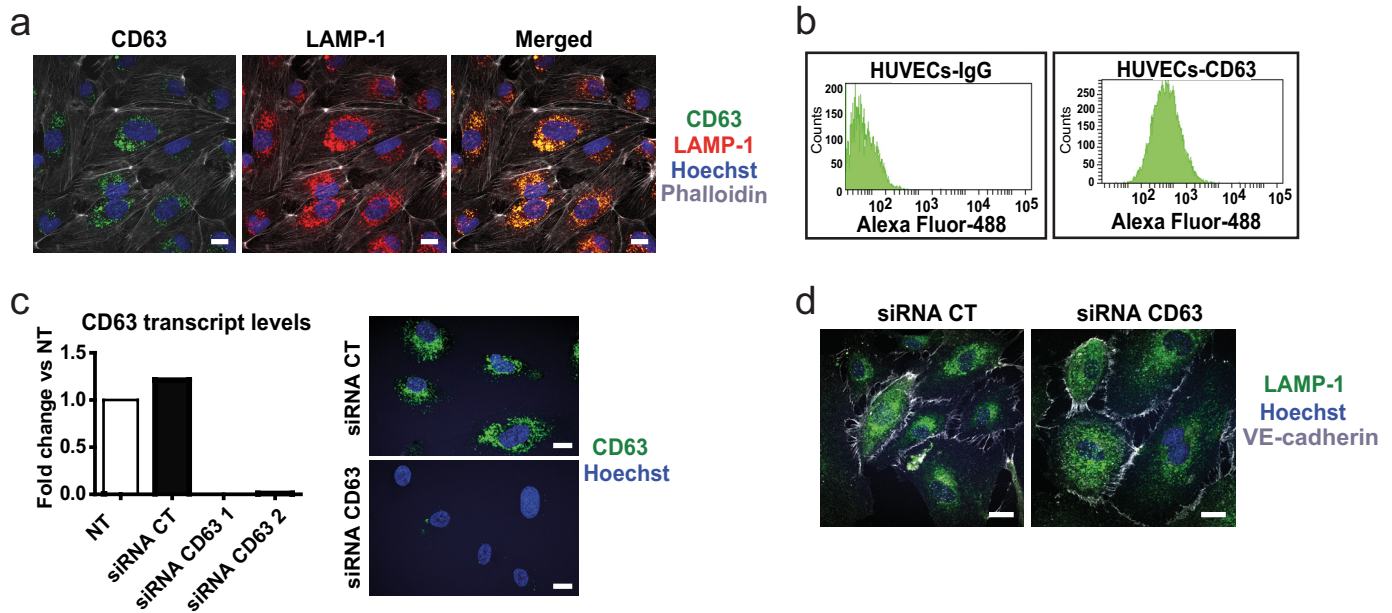 a
CD63
LAMP-1
Merged
CD63
LAMP-1
Hoechst
Phalloidin
b
HUVECs-IgG
Counts
200
150
100
50
0
10² 10³ 10⁴ 10⁵
Alexa Fluor-488
HUVECs-CD63
Counts
300
250
200
150
100
50
0
10² 10³ 10⁴ 10⁵
Alexa Fluor-488
c
CD63 transcript levels
Fold change vs NT
1.5
1.0
0.5
0.0
NT
siRNA CT
siRNA CD63 1
siRNA CD63 2
siRNA CT
siRNA CD63
CD63
Hoechst
d
siRNA CT
siRNA CD63
LAMP-1
Hoechst
VE-cadherin